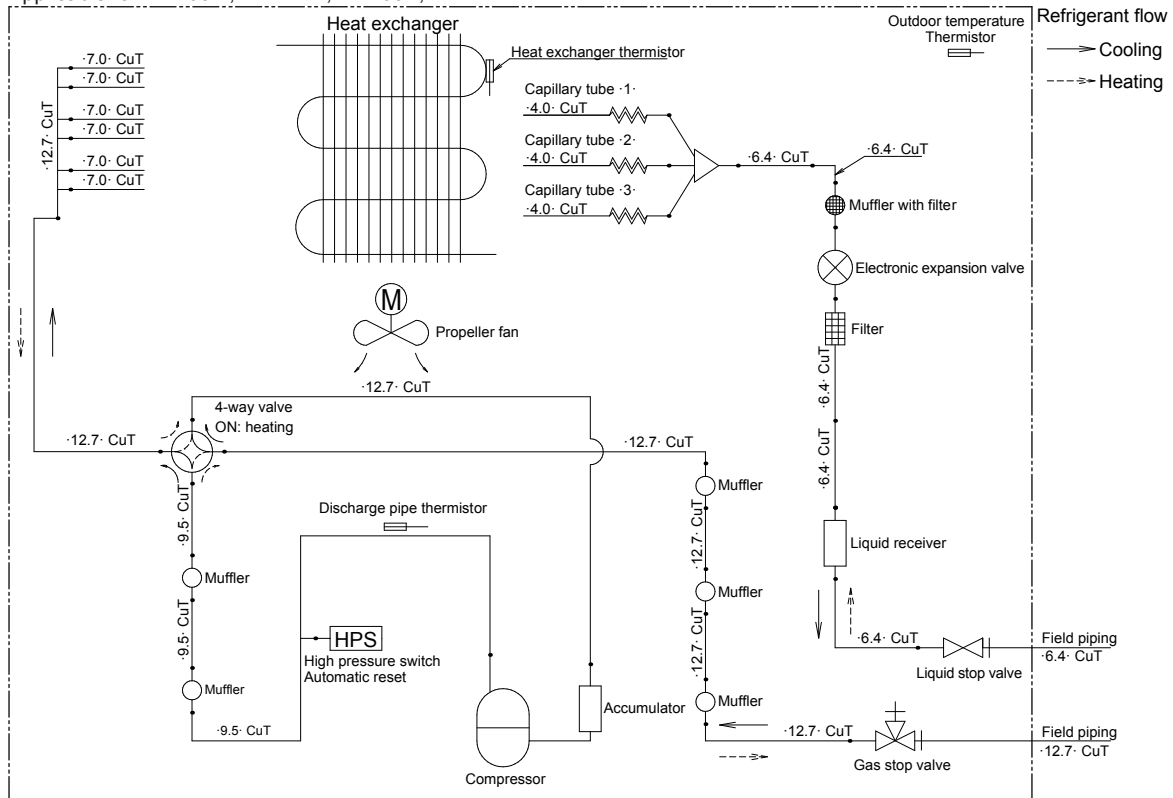 Heat exchanger
Outdoor temperature
Thermistor
Refrigerant flow
Cooling
Heating
·7.0· CuT
·7.0· CuT
·7.0· CuT
·7.0· CuT
·7.0· CuT
·7.0· CuT
·12.7· CuT
Heat exchanger thermistor
Capillary tube ·1·
·4.0· CuT
Capillary tube ·2·
·4.0· CuT
Capillary tube ·3·
·4.0· CuT
·6.4· CuT
·6.4· CuT
Muffler with filter
Electronic expansion valve
Filter
·6.4· CuT
·6.4· CuT
M
Propeller fan
·12.7· CuT
4-way valve
ON: heating
·12.7· CuT
·12.7· CuT
Muffler
·12.7· CuT
Muffler
·12.7· CuT
Muffler
·9.5· CuT
Muffler
·9.5· CuT
Muffler
·9.5· CuT
Discharge pipe thermistor
HPS
High pressure switch
Automatic reset
Compressor
Accumulator
Liquid receiver
·6.4· CuT
Liquid stop valve
Field piping
·6.4· CuT
·12.7· CuT
Gas stop valve
Field piping
·12.7· CuT